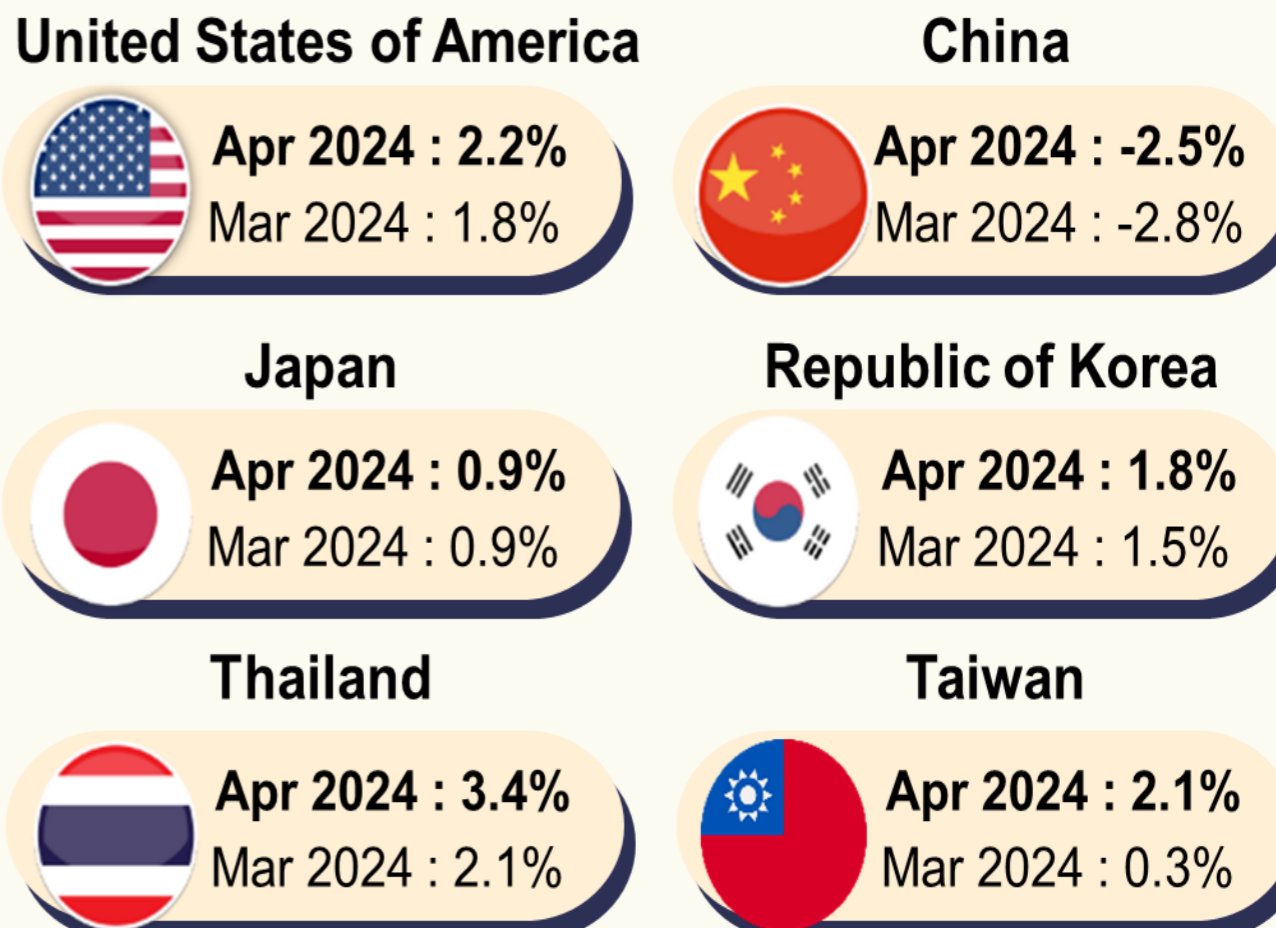 United States of America
Apr 2024 : 2.2%
Mar 2024 : 1.8%
China
Apr 2024 : -2.5%
Mar 2024 : -2.8%
Japan
Apr 2024 : 0.9%
Mar 2024 : 0.9%
Republic of Korea
Apr 2024 : 1.8%
Mar 2024 : 1.5%
Thailand
Apr 2024 : 3.4%
Mar 2024 : 2.1%
Taiwan
Apr 2024 : 2.1%
Mar 2024 : 0.3%